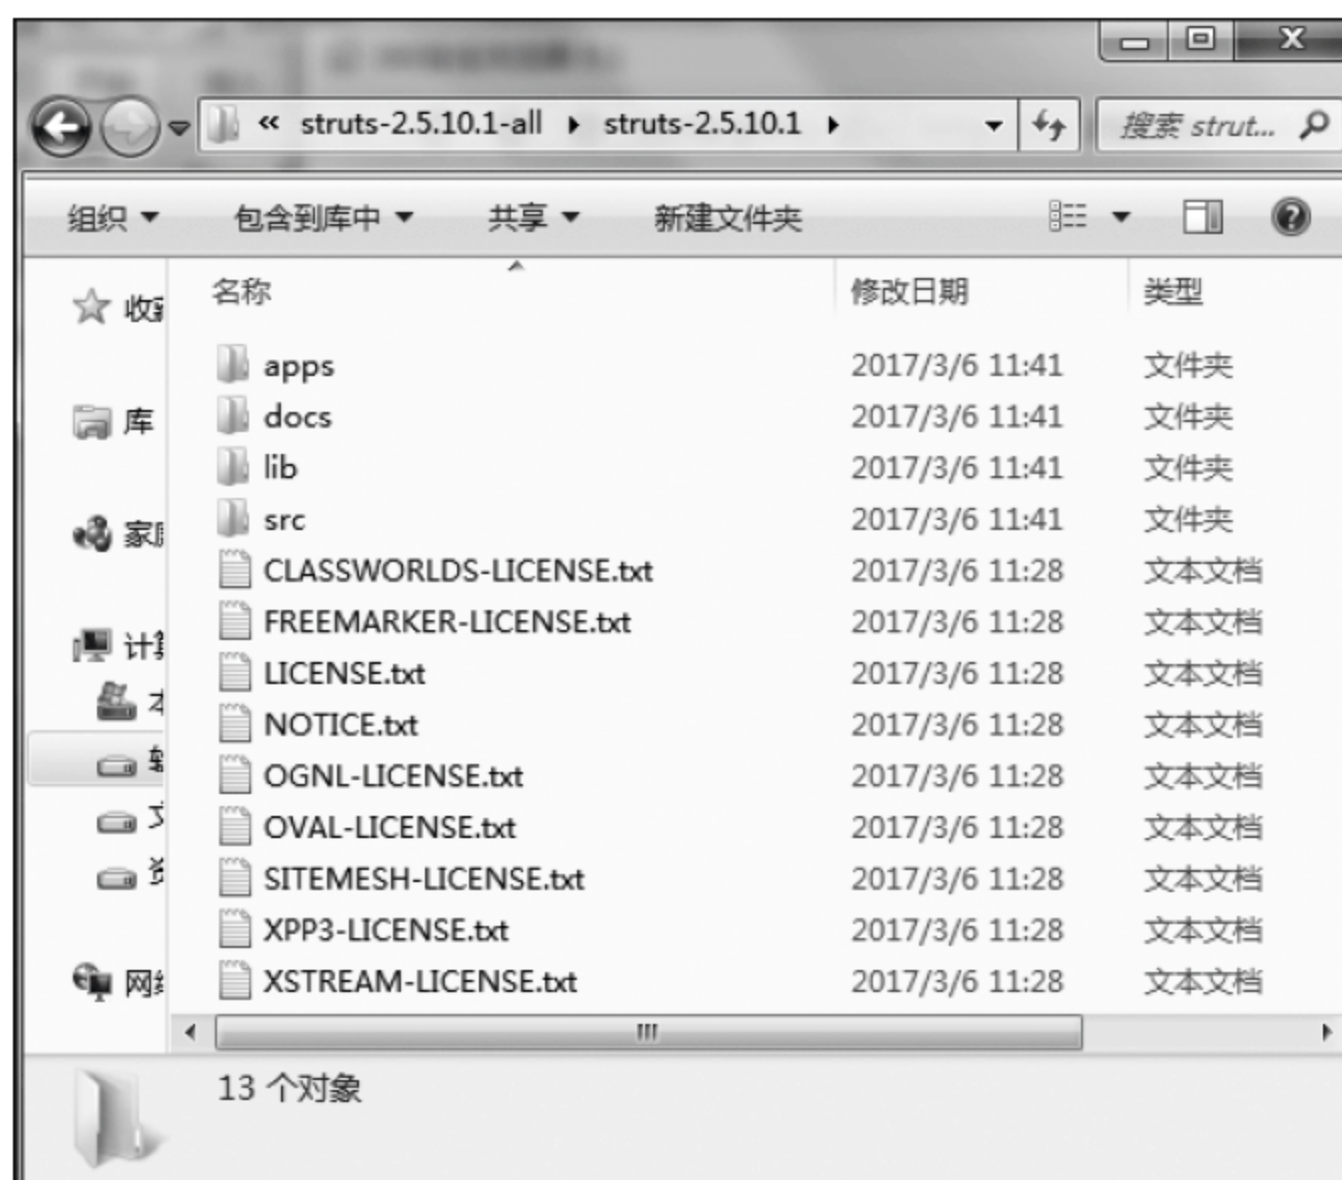 « struts-2.5.10.1-all ▸ struts-2.5.10.1 ▸ 搜索 strut...
组织 包含到库中 共享 新建文件夹
名称 修改日期 类型
apps 2017/3/6 11:41 文件夹
docs 2017/3/6 11:41 文件夹
库
lib 2017/3/6 11:41 文件夹
src 2017/3/6 11:41 文件夹
CLASSWORLDS-LICENSE.txt 2017/3/6 11:28 文本文档
FREEMARKER-LICENSE.txt 2017/3/6 11:28 文本文档
LICENSE.txt 2017/3/6 11:28 文本文档
NOTICE.txt 2017/3/6 11:28 文本文档
OGNL-LICENSE.txt 2017/3/6 11:28 文本文档
OVAL-LICENSE.txt 2017/3/6 11:28 文本文档
SITEMESH-LICENSE.txt 2017/3/6 11:28 文本文档
XPP3-LICENSE.txt 2017/3/6 11:28 文本文档
XSTREAM-LICENSE.txt 2017/3/6 11:28 文本文档
13 个对象